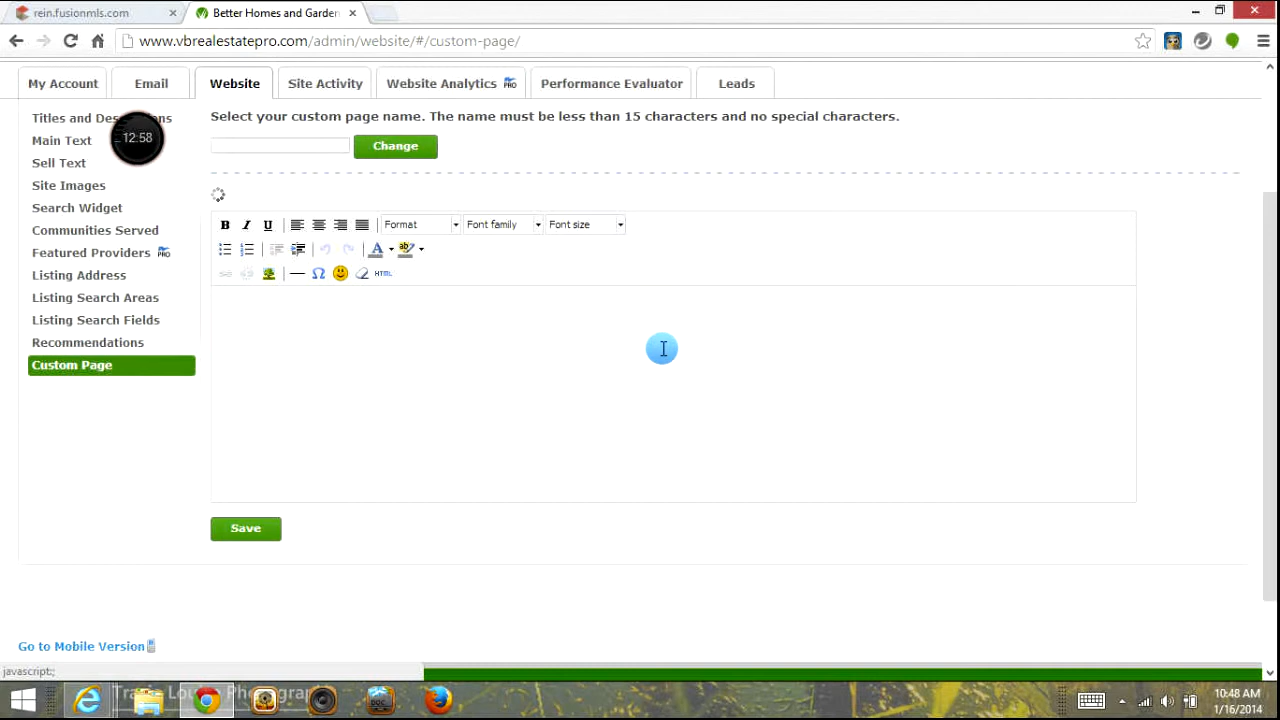 rein.fusionmls.com
Better Homes and Garden
www.vbrealestatepro.com/admin/website/#/custom-page/
My Account
Email
Website
Site Activity
Website Analytics PRO
Performance Evaluator
Leads
Titles and Des ons
12:58
Main Text
Sell Text
Site Images
Search Widget
Communities Served
Featured Providers PRO
Listing Address
Listing Search Areas
Listing Search Fields
Recommendations
Custom Page
Select your custom page name. The name must be less than 15 characters and no special characters.
Change
B I U Format Font family Font size
A ab
Ω HTML
Save
Go to Mobile Version
javascript:;
DOC
10:48 AM
1/16/2014